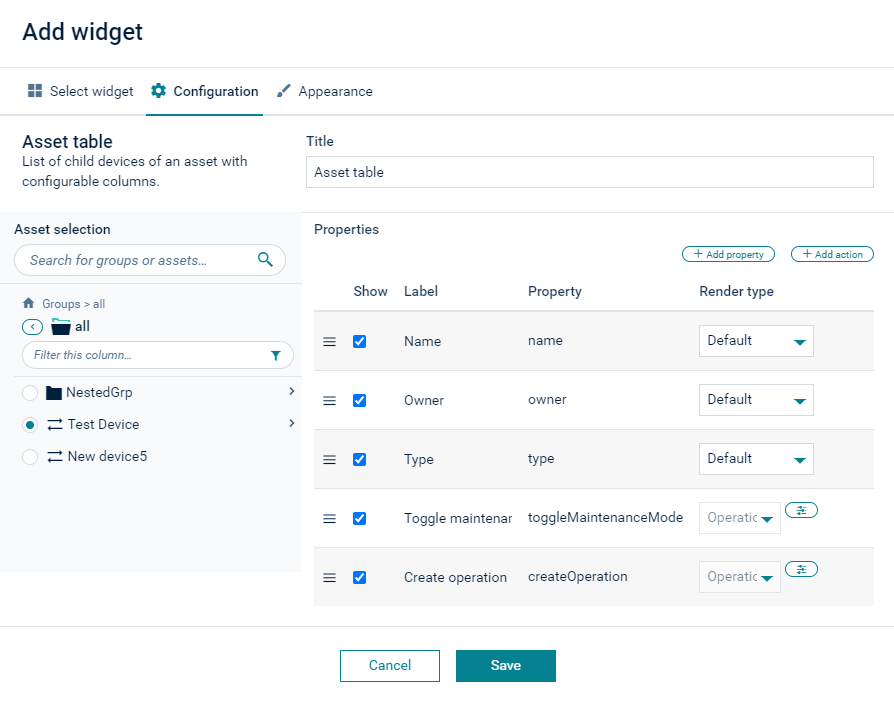 Add widget
Select widget
Configuration
Appearance
Asset table
List of child devices of an asset with
configurable columns.
Title
Asset table
Asset selection
Search for groups or assets...
Groups > all
all
Filter this column...
NestedGrp
Test Device
New device5
Properties
Add property
Add action
Show Label Property Render type
Name name Default
Owner owner Default
Type type Default
Toggle maintenar toggleMaintenanceMode Operatic
Create operation createOperation Operatic
Cancel
Save